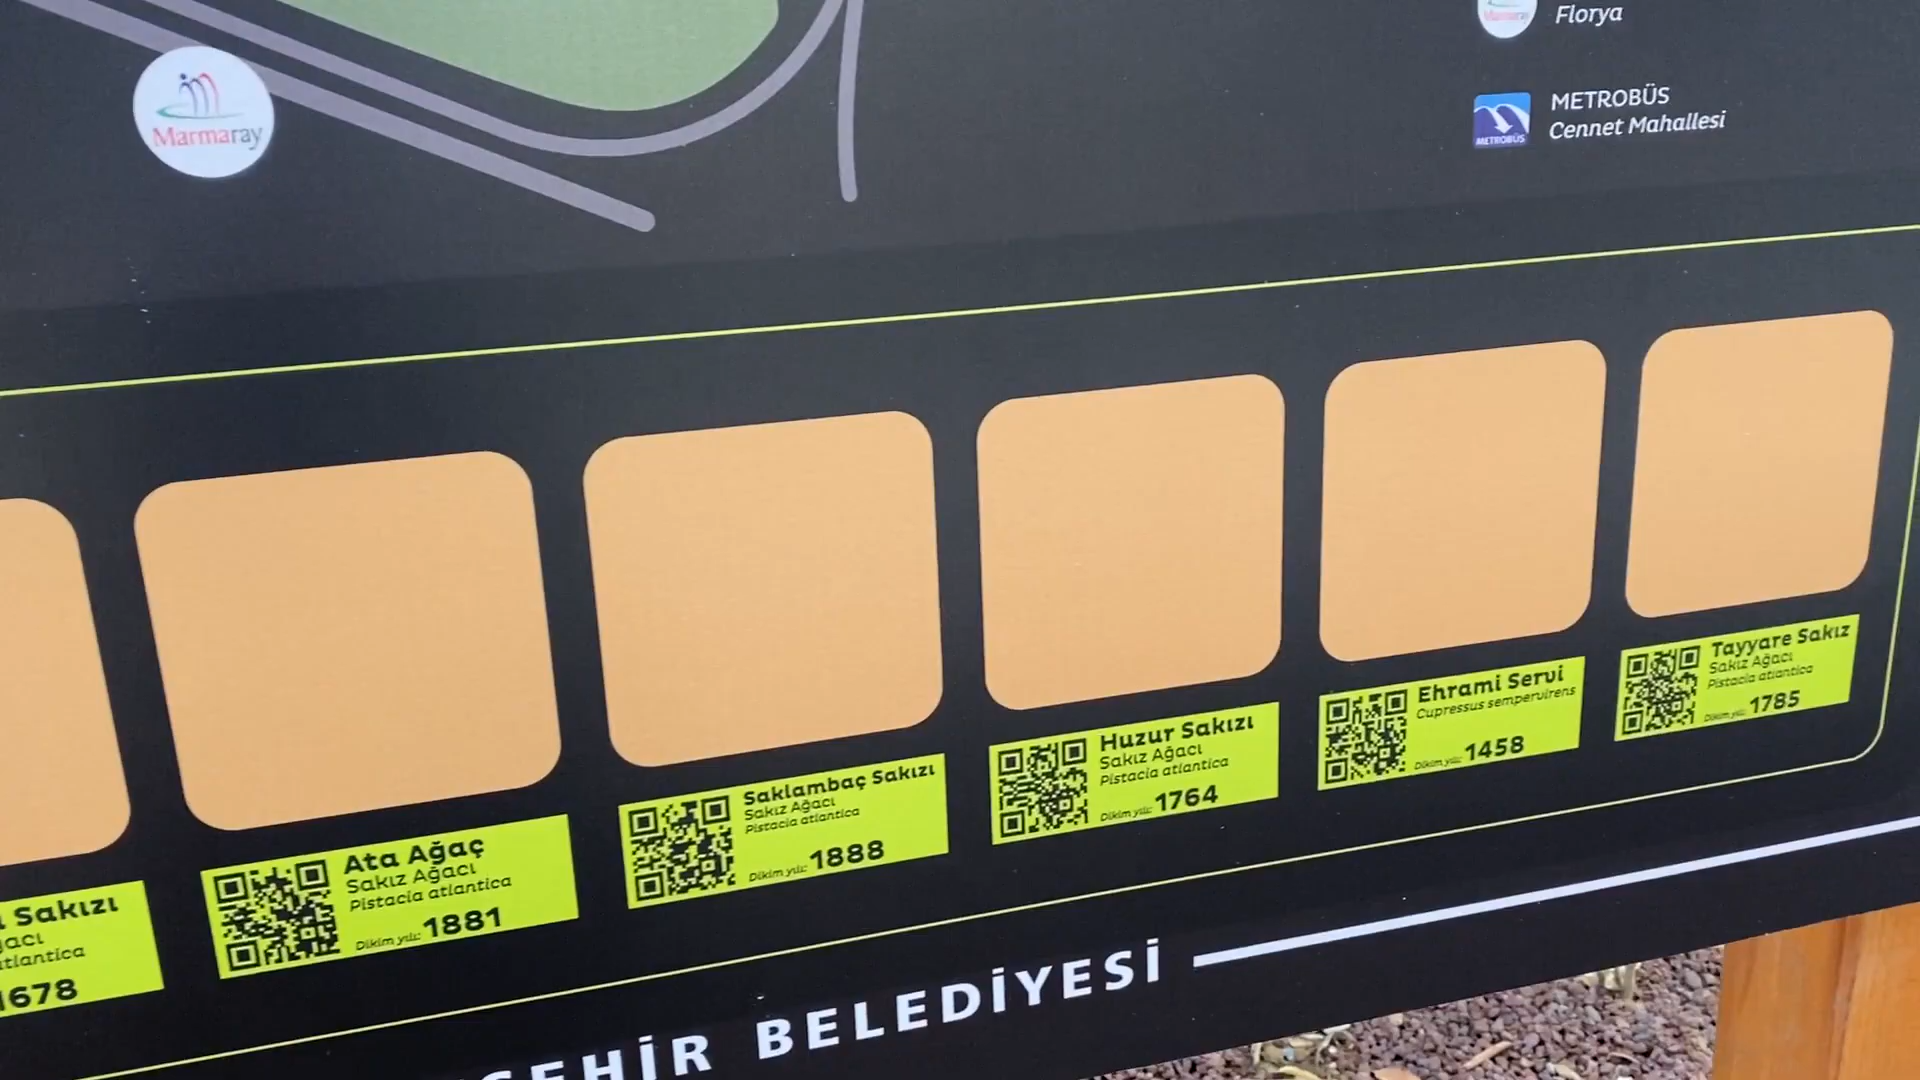 Marmaray
Marmaray
Florya
METROBÜS
METROBÜS
Cennet Mahallesi
Sakızı
1678
Ata Ağaç
Sakız Ağacı
Pistacia atlantica
Dikim yılı: 1881
Saklambaç Sakızı
Sakız Ağacı
Pistacia atlantica
Dikim yılı: 1888
Huzur Sakızı
Sakız Ağacı
Pistacia atlantica
Dikim yılı: 1764
Ehrami Servi
Cupressus sempervirens
Dikim yılı: 1458
Tayyare Sakız
Sakız Ağacı
Pistacia atlantica
Dikim yılı: 1785
ŞEHİR BELEDİYESİ